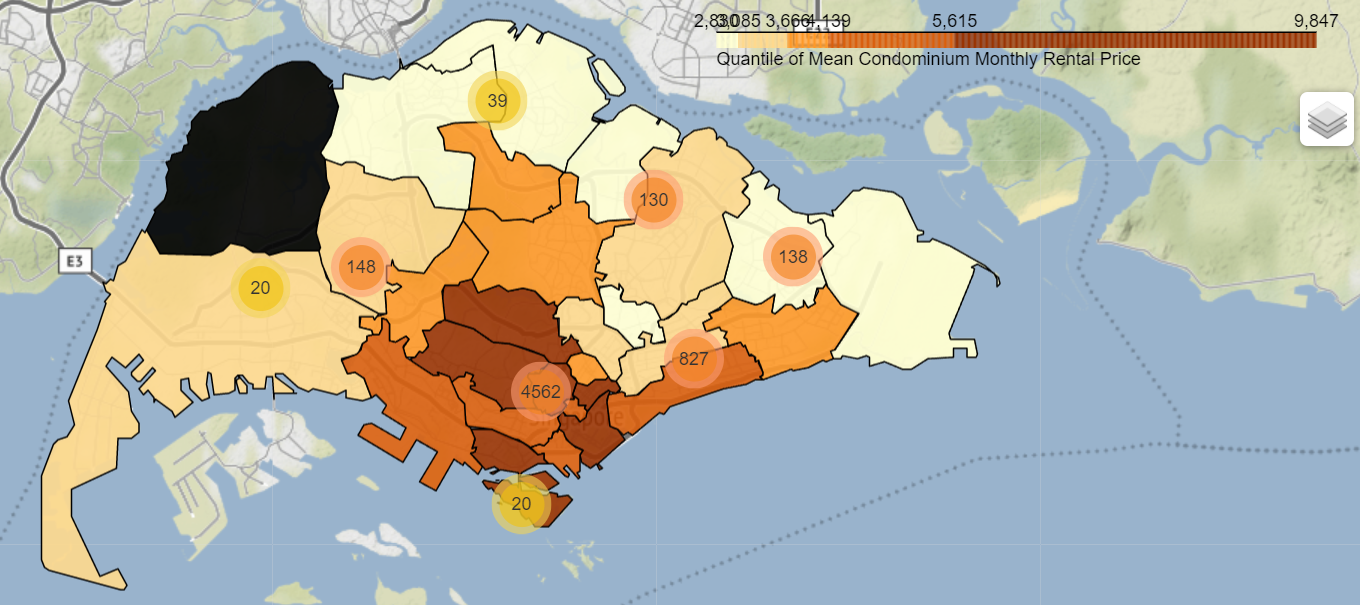 2,830 3,085 3,666 4,139 5,615 9,847
Quantile of Mean Condominium Monthly Rental Price
39
130
138
148
E3
20
827
4562
Singapore
20